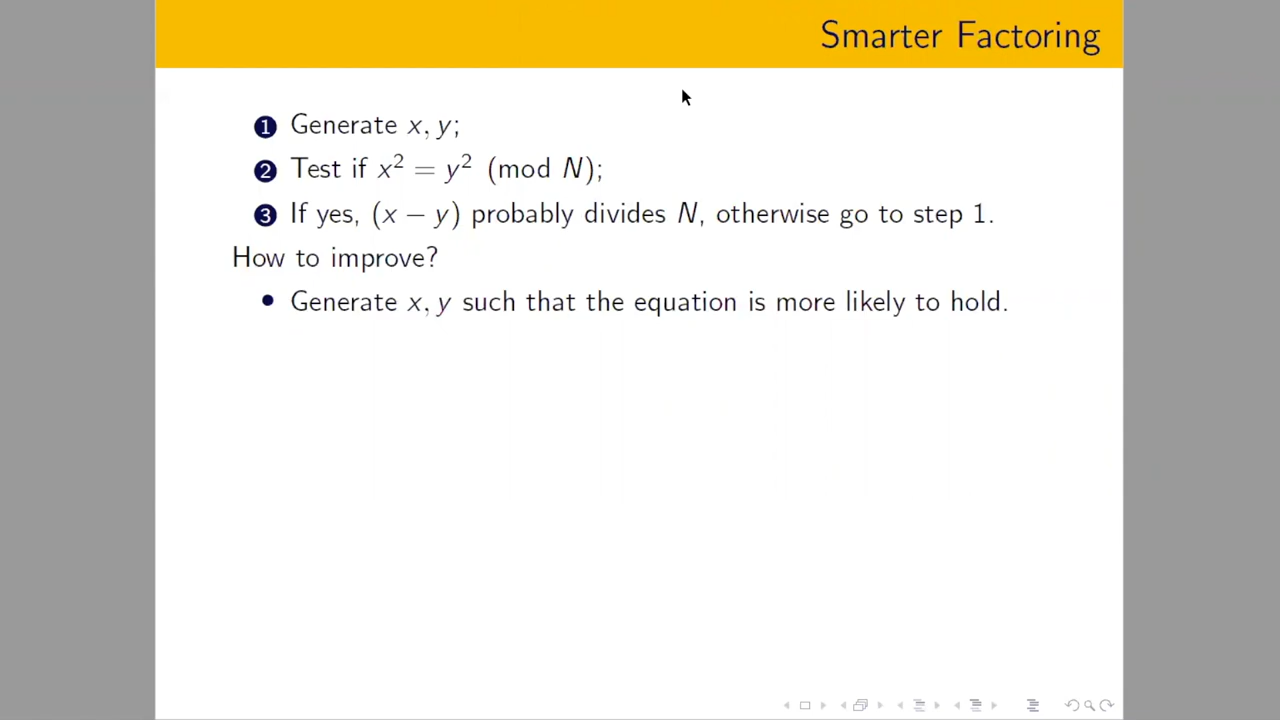 Smarter Factoring
1 Generate x, y;
2 Test if x² = y² (mod N);
3 If yes, (x − y) probably divides N, otherwise go to step 1.
How to improve?
• Generate x, y such that the equation is more likely to hold.